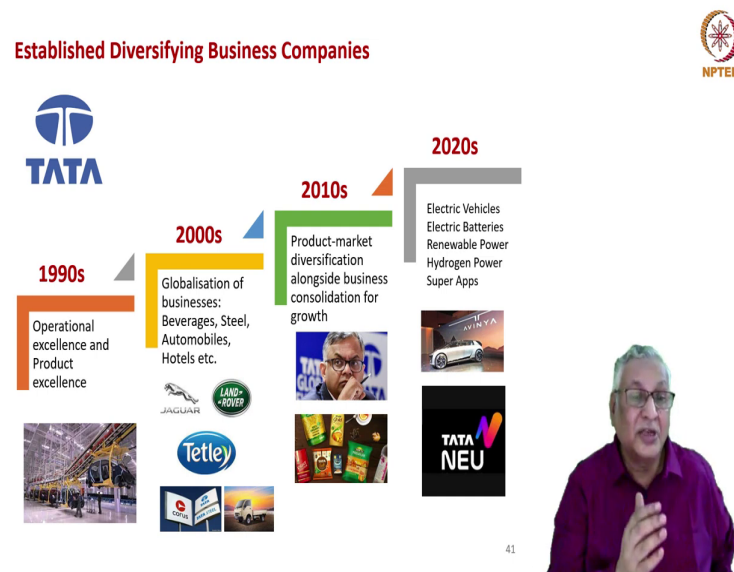 Established Diversifying Business Companies
NPTEL
TATA
1990s
Operational
excellence and
Product
excellence
2000s
Globalisation of
businesses:
Beverages, Steel,
Automobiles,
Hotels etc.
JAGUAR
LAND-
ROVER
Tetley
corus
TATA STEEL
2010s
Product-market
diversification
alongside business
consolidation for
growth
2020s
Electric Vehicles
Electric Batteries
Renewable Power
Hydrogen Power
Super Apps
AVINYA
TATA
NEU
41